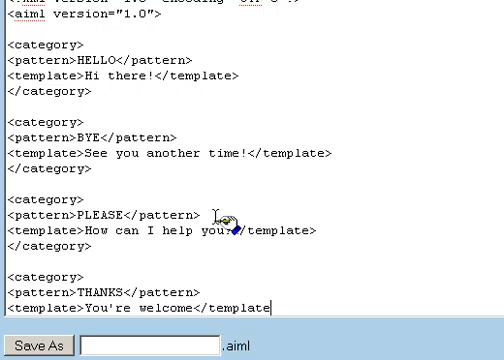 <aiml version="1.0">
<category>
<pattern>HELLO</pattern>
<template>Hi there!</template>
</category>
<category>
<pattern>BYE</pattern>
<template>See you another time!</template>
</category>
<category>
<pattern>PLEASE</pattern>
<template>How can I help you?</template>
</category>
<category>
<pattern>THANKS</pattern>
<template>You're welcome</template
Save As
.aiml